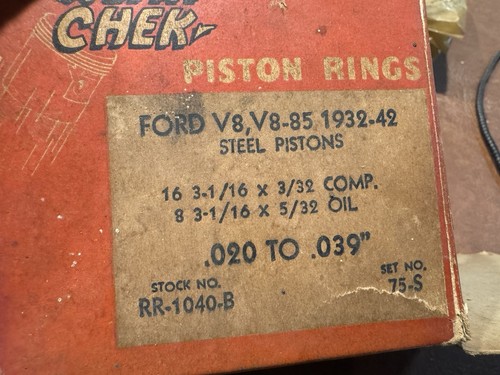 CHEK
PISTON RINGS
FORD V8, V8-85 1932-42
STEEL PISTONS
16 3-1/16 x 3/32 COMP.
8 3-1/16 x 5/32 OIL
.020 TO .039"
STOCK NO.
RR-1040-B
SET NO.
75-S